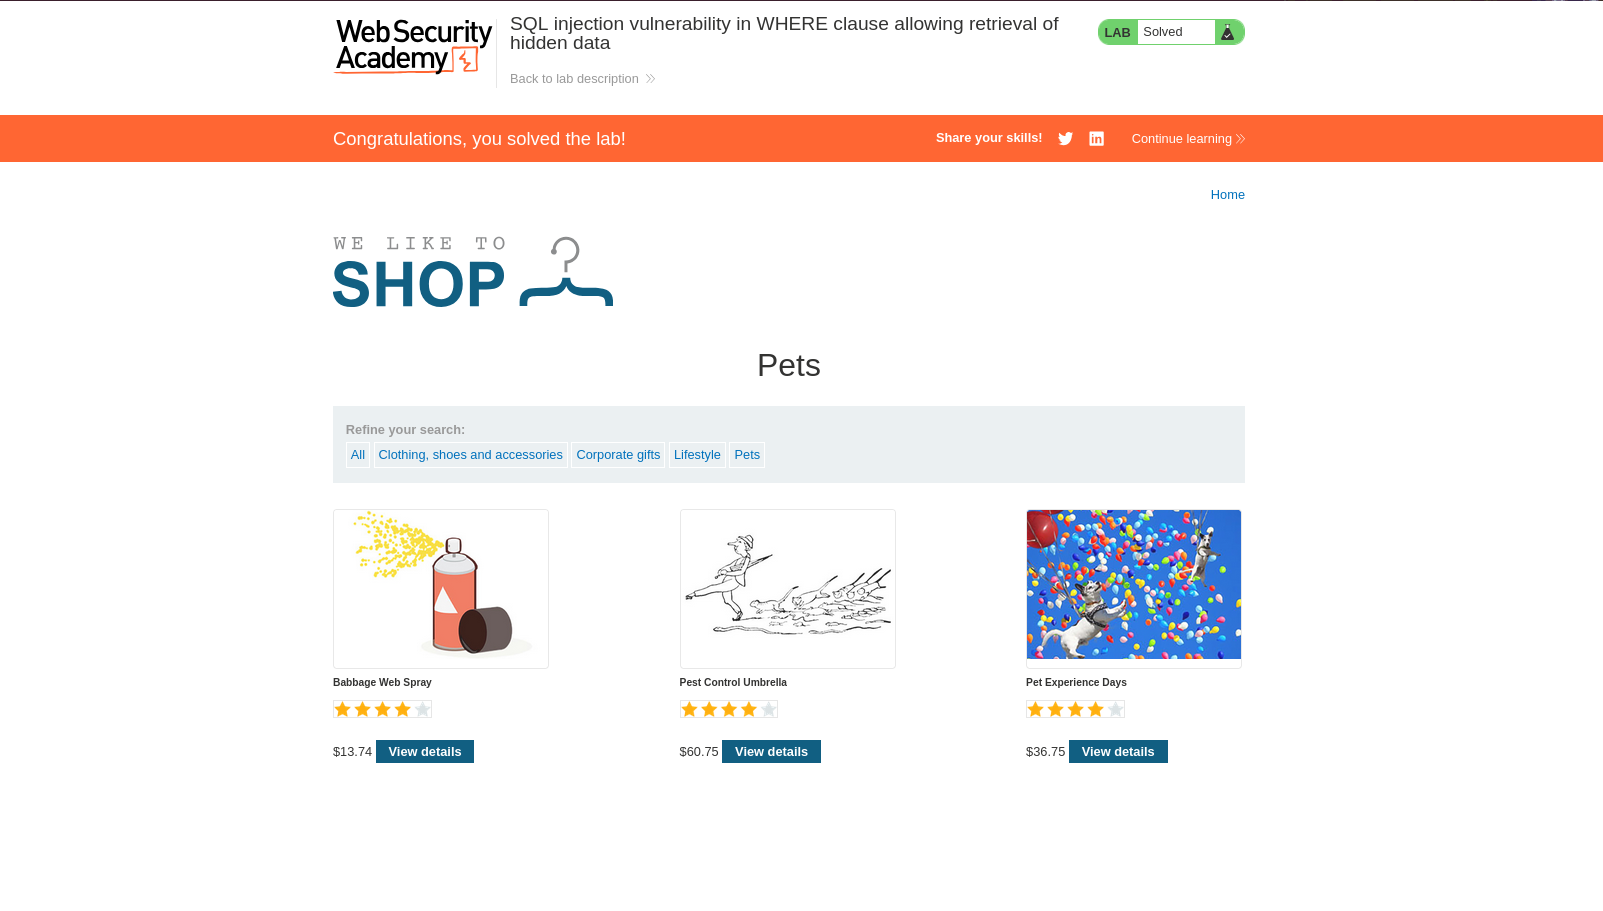 Web Security
Academy
SQL injection vulnerability in WHERE clause allowing retrieval of
hidden data
Back to lab description
LAB Solved
Congratulations, you solved the lab!
Share your skills!
Continue learning
Home
WE LIKE TO
SHOP
Pets
Refine your search:
All Clothing, shoes and accessories Corporate gifts Lifestyle Pets
Babbage Web Spray
Pest Control Umbrella
Pet Experience Days
$13.74 View details
$60.75 View details
$36.75 View details